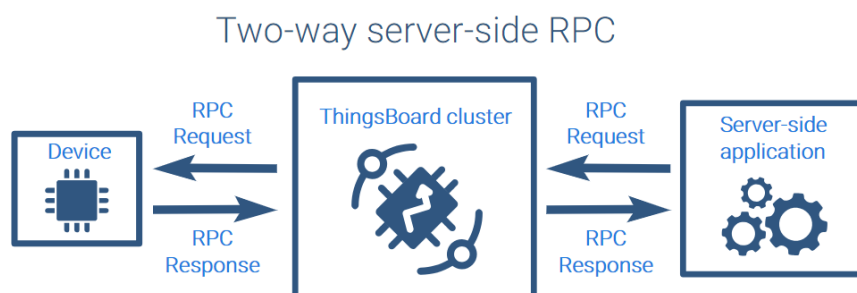 Two-way server-side RPC
Device
RPC
Request
RPC
Response
ThingsBoard cluster
RPC
Request
RPC
Response
Server-side
application